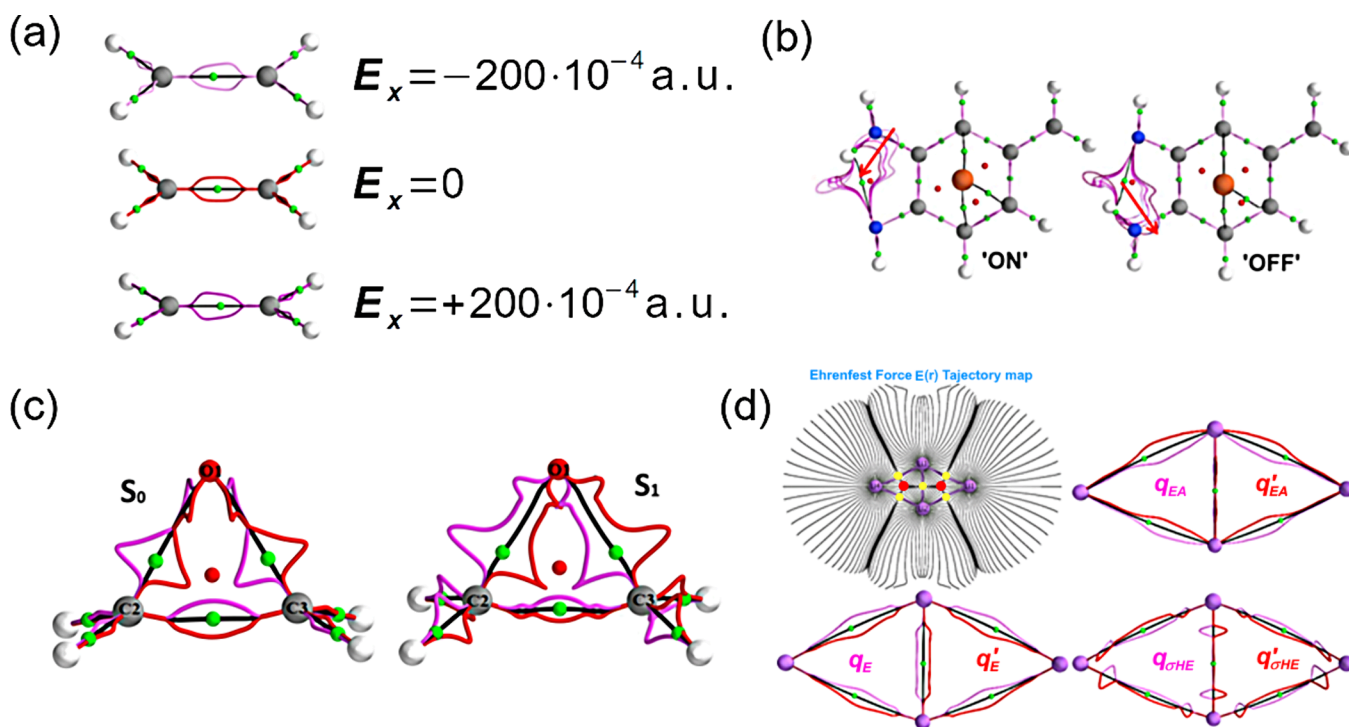 (a)
E_x = −200·10⁻⁴ a.u.
E_x = 0
E_x = +200·10⁻⁴ a.u.
(b)
'ON'
'OFF'
(c)
S₀
O1
C2
C3
S₁
C2
C3
(d)
Ehrenfest Force E(r) Tajectory map
q_EA
q′_EA
q_E
q′_E
q_σHE
q′_σHE